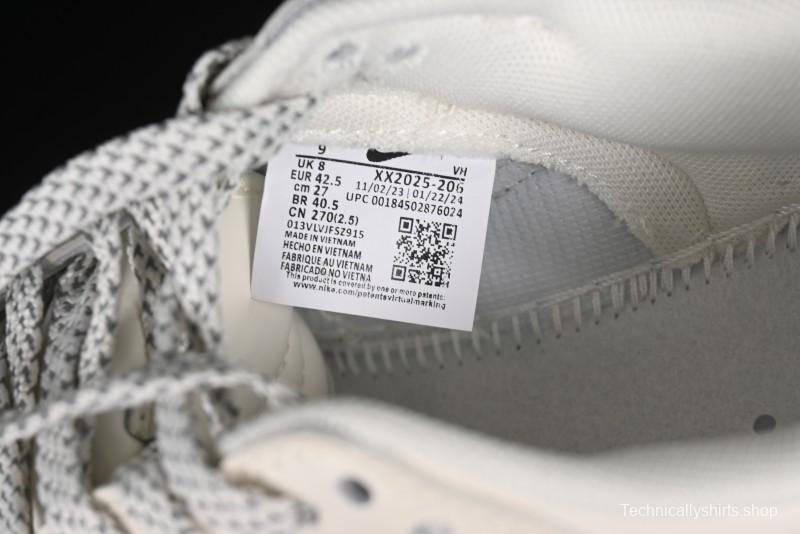 9
UK 8 VH
EUR 42.5 XX2025-206
cm 27 11/02/23 | 01/22/24
BR 40.5 UPC 00184502876024
CN 270(2.5)
013VLVJFSZ915
MADE IN VIETNAM
HECHO EN VIETNAM
FABRIQUE AU VIETNAM
FABRICADO NO VIETNA
This product is covered by one or more patents:
www.nike.com/patentsvirtualmarking
Technicallyshirts.shop